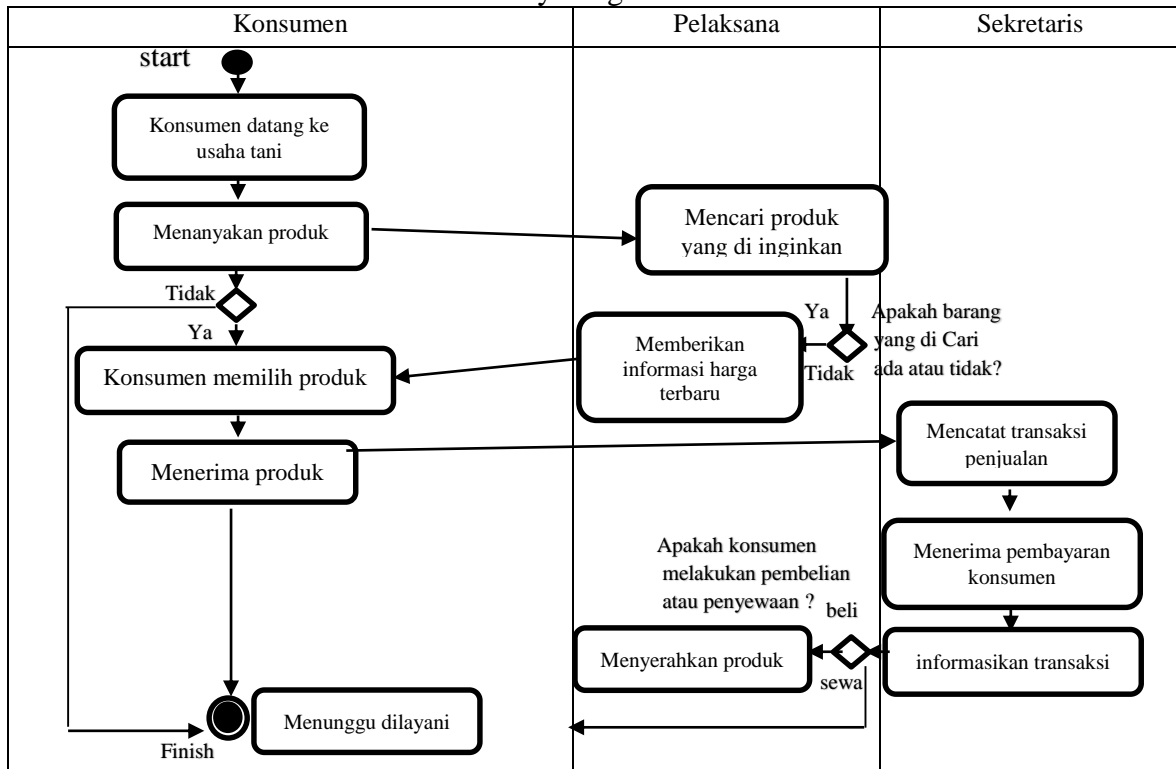 Konsumen
Pelaksana
Sekretaris
start
Konsumen datang ke
usaha tani
Menanyakan produk
Mencari produk
yang di inginkan
Tidak
Ya
Ya
Apakah barang
yang di Cari
ada atau tidak?
Tidak
Memberikan
informasi harga
terbaru
Konsumen memilih produk
Menerima produk
Mencatat transaksi
penjualan
Menerima pembayaran
konsumen
Apakah konsumen
melakukan pembelian
atau penyewaan ?
beli
Menyerahkan produk
sewa
informasikan transaksi
Menunggu dilayani
Finish